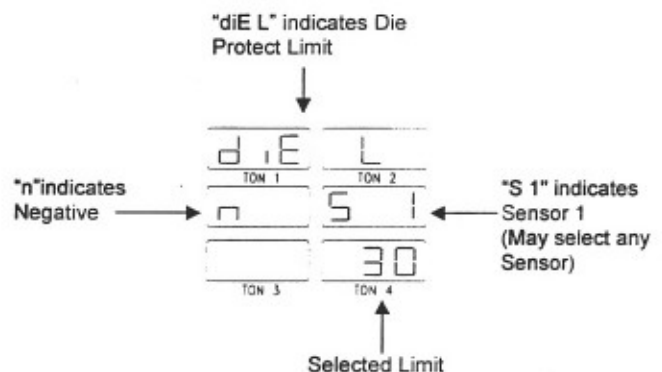 "diE L" indicates Die
Protect Limit
diE L
TON 1 TON 2
"n"indicates
Negative
n S 1
"S 1" indicates
Sensor 1
(May select any
Sensor)
30
TON 3 TON 4
Selected Limit